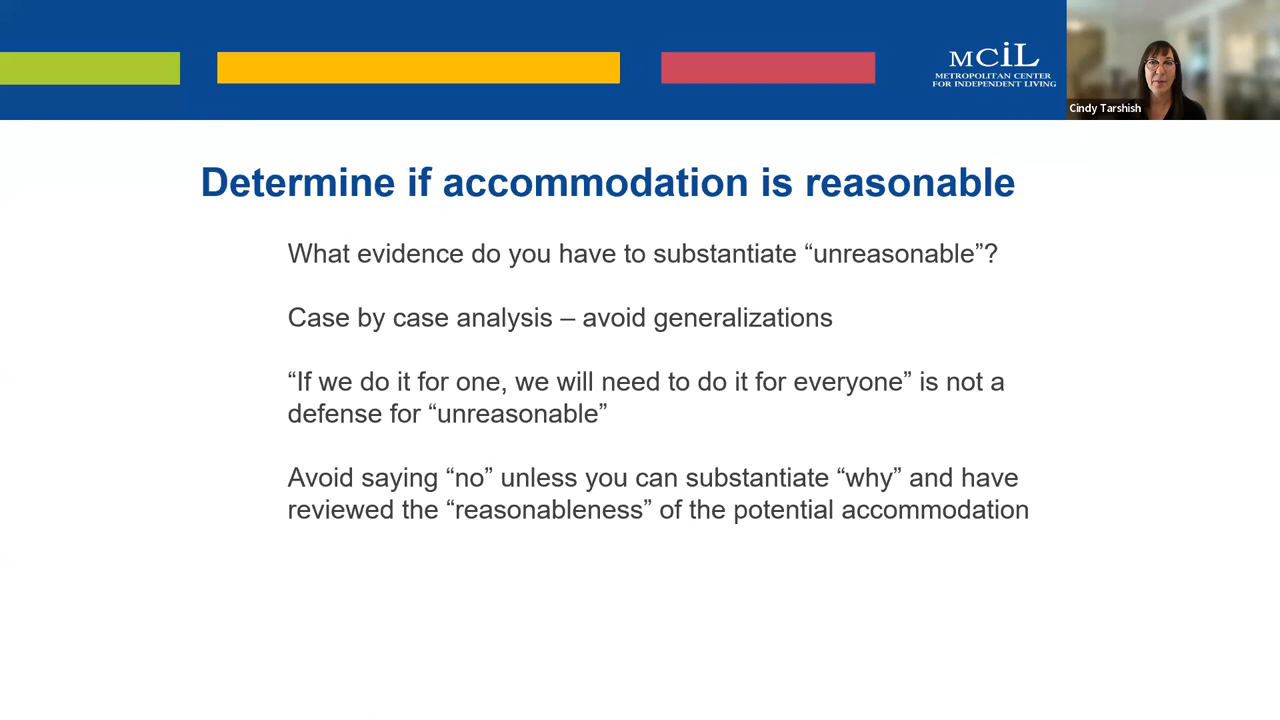 MCiL
METROPOLITAN CENTER
FOR INDEPENDENT LIVING
Cindy Tarshish
Determine if accommodation is reasonable
What evidence do you have to substantiate “unreasonable”?
Case by case analysis – avoid generalizations
“If we do it for one, we will need to do it for everyone” is not a
defense for “unreasonable”
Avoid saying “no” unless you can substantiate “why” and have
reviewed the “reasonableness” of the potential accommodation